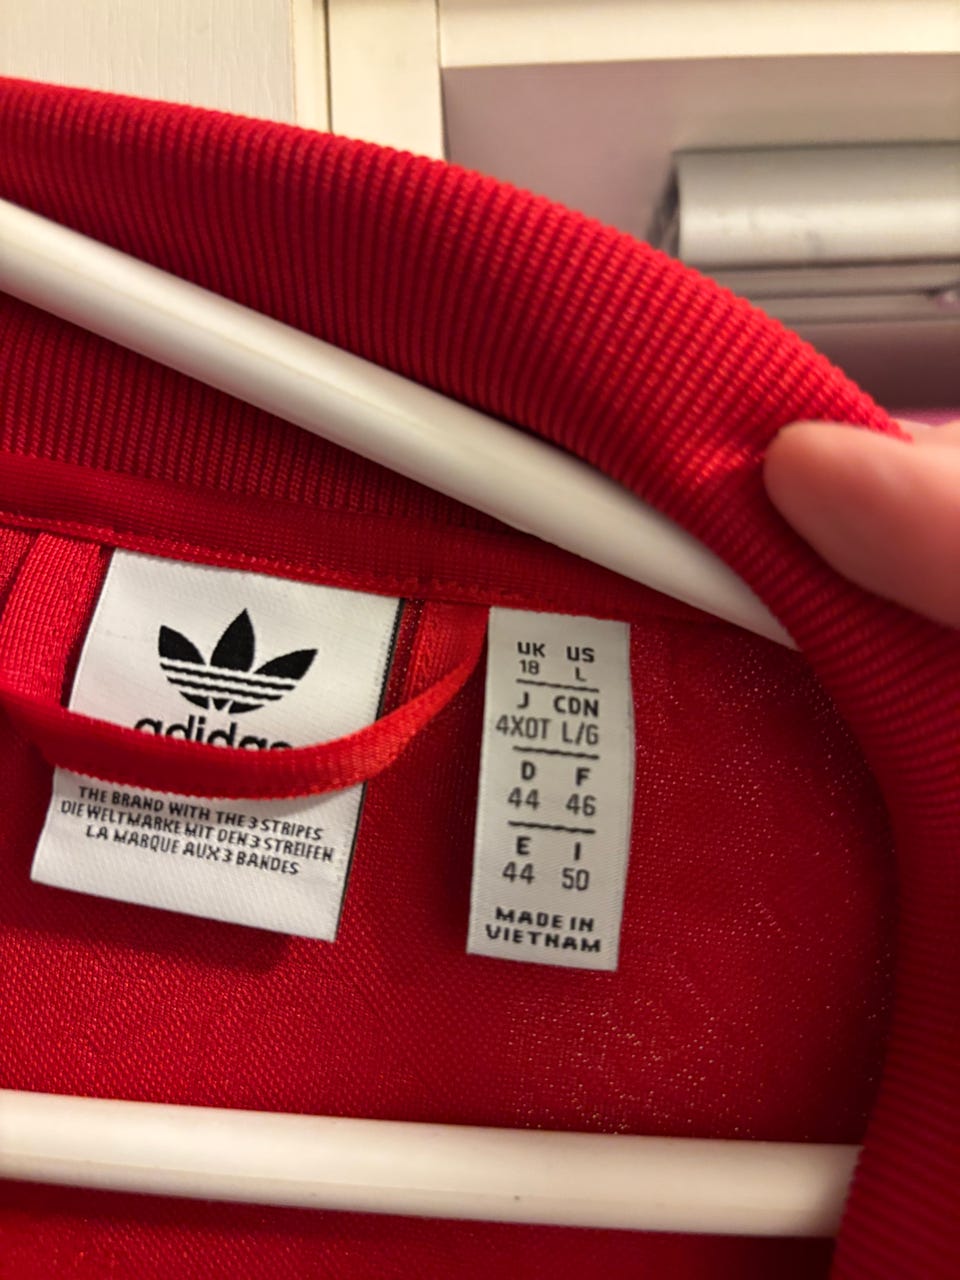 adidas
THE BRAND WITH THE 3 STRIPES
DIE WELTMARKE MIT DEN 3 STREIFEN
LA MARQUE AUX 3 BANDES
UK US
18 L
J CDN
4XOT L/G
D F
44 46
E I
44 50
MADE IN
VIETNAM